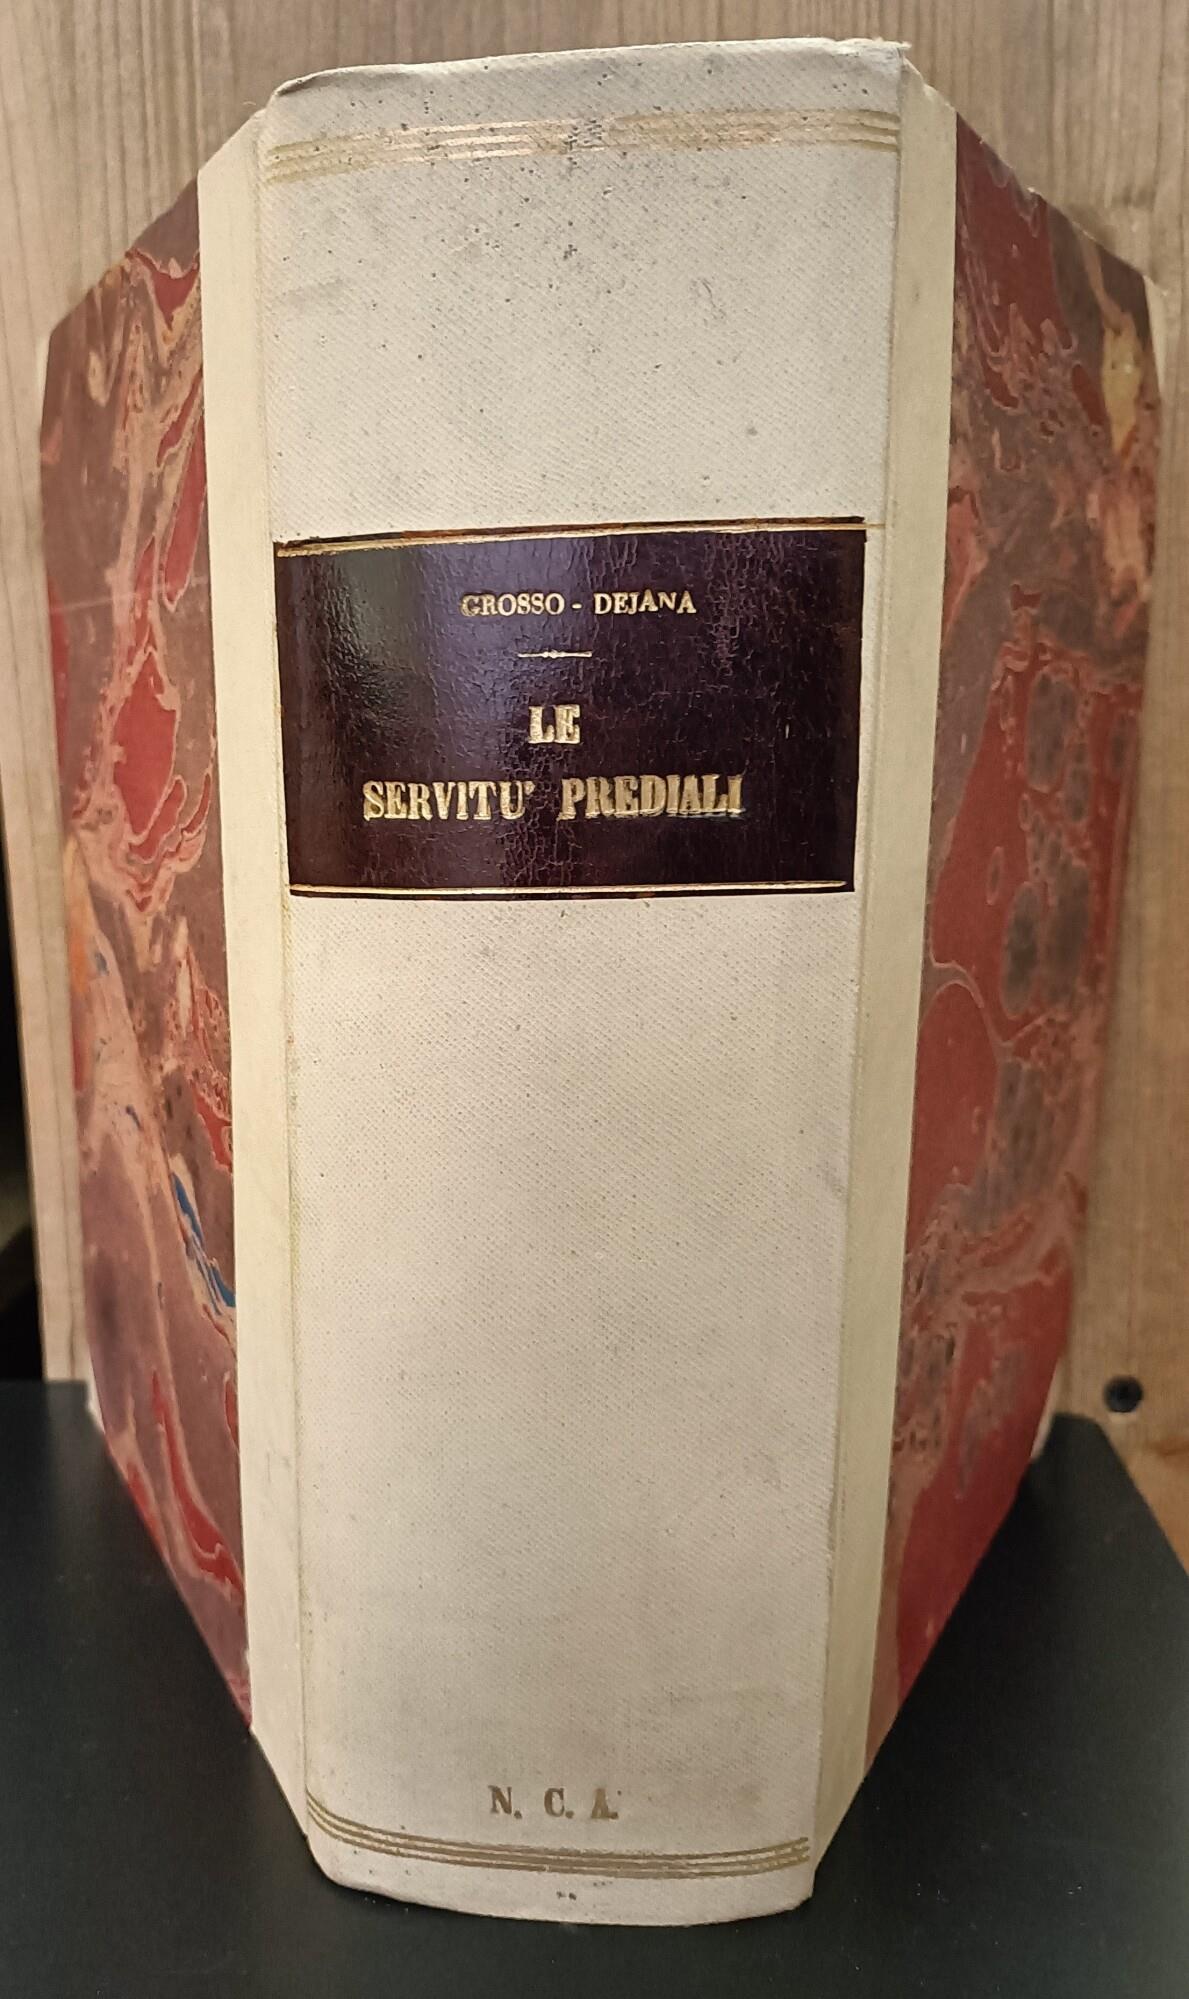 GROSSO - DEJANA
LE
SERVITU' PREDIALI
N. C. A.